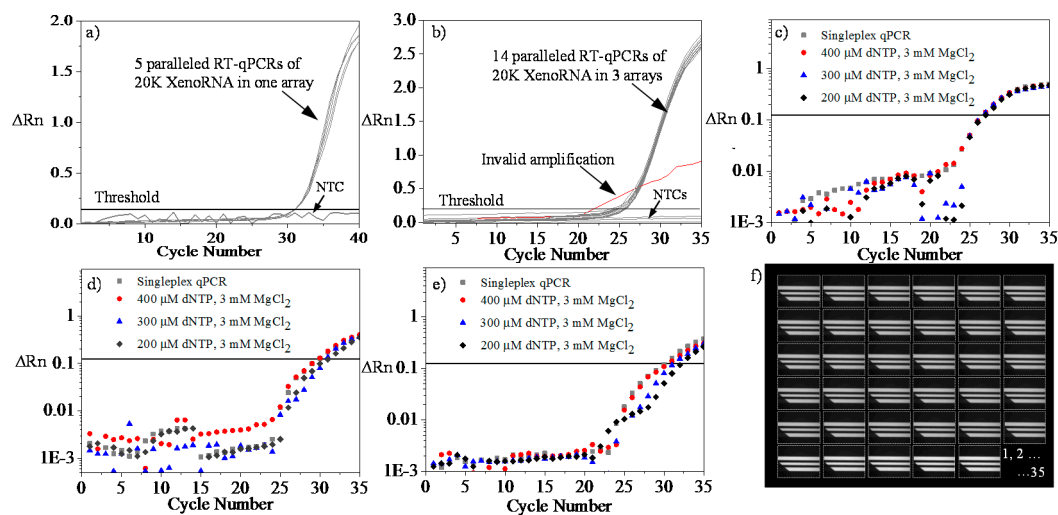 a)
5 paralleled RT-qPCRs
of 20K XenoRNA in one array
Threshold
NTC
ΔRn
2.0
1.5
1.0
0.5
0.0
10
20
30
40
Cycle Number
b)
14 paralleled RT-qPCRs
of 20K XenoRNA in 3 arrays
Invalid amplification
Threshold
NTCs
ΔRn
3.0
2.5
2.0
1.5
1.0
0.5
0.0
5
10
15
20
25
30
35
Cycle Number
c)
Singleplex qPCR
400 µM dNTP, 3 mM MgCl2
300 µM dNTP, 3 mM MgCl2
200 µM dNTP, 3 mM MgCl2
ΔRn
1
0.1
0.01
1E-3
0
5
10
15
20
25
30
35
Cycle Number
d)
Singleplex qPCR
400 µM dNTP, 3 mM MgCl2
300 µM dNTP, 3 mM MgCl2
200 µM dNTP, 3 mM MgCl2
ΔRn
1
0.1
0.01
1E-3
0
5
10
15
20
25
30
35
Cycle Number
e)
Singleplex qPCR
400 µM dNTP, 3 mM MgCl2
300 µM dNTP, 3 mM MgCl2
200 µM dNTP, 3 mM MgCl2
ΔRn
1
0.1
0.01
1E-3
0
5
10
15
20
25
30
35
Cycle Number
f)
1, 2 ...
...35